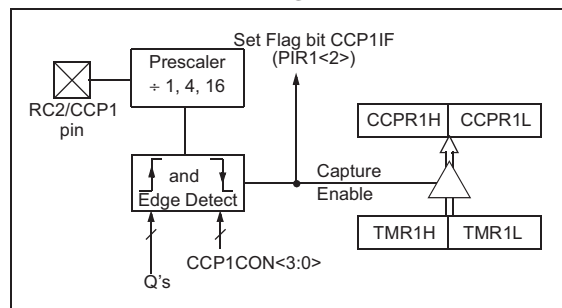 Set Flag bit CCP1IF
(PIR1<2>)
Prescaler
÷ 1, 4, 16
RC2/CCP1
pin
CCPR1H
CCPR1L
and
Edge Detect
Capture
Enable
TMR1H
TMR1L
CCP1CON<3:0>
Q's